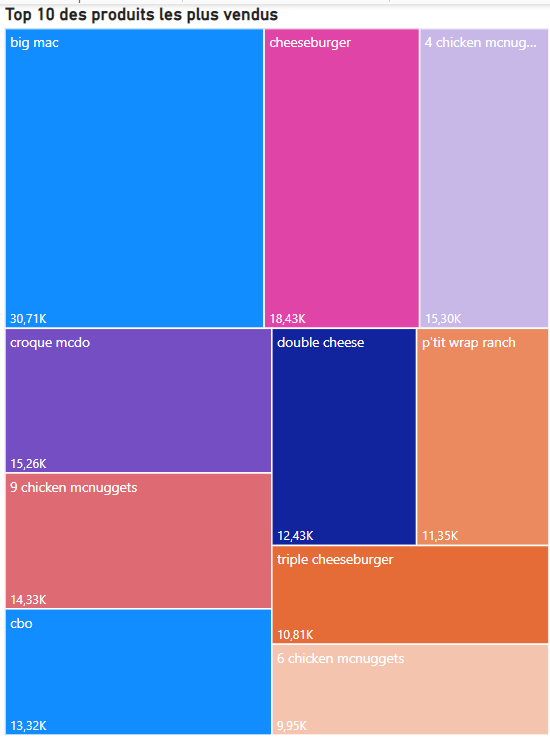 Top 10 des produits les plus vendus
big mac
30,71K
cheeseburger
18,43K
4 chicken mcnug...
15,30K
croque mcdo
15,26K
9 chicken mcnuggets
14,33K
cbo
13,32K
double cheese
12,43K
p'tit wrap ranch
11,35K
triple cheeseburger
10,81K
6 chicken mcnuggets
9,95K